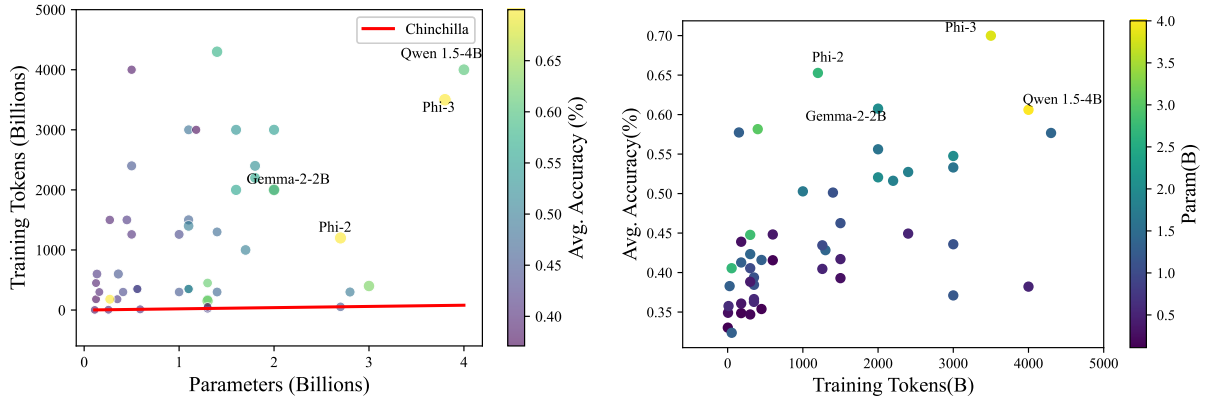 5000
4000
3000
2000
1000
0
Training Tokens (Billions)
0
1
2
3
4
Parameters (Billions)
Chinchilla
Qwen 1.5-4B
Phi-3
Gemma-2-2B
Phi-2
0.65
0.60
0.55
0.50
0.45
0.40
Avg. Accuracy (%)
0.70
0.65
0.60
0.55
0.50
0.45
0.40
0.35
Avg. Accuracy(%)
0
1000
2000
3000
4000
5000
Training Tokens(B)
Phi-3
Phi-2
Qwen 1.5-4B
Gemma-2-2B
4.0
3.5
3.0
2.5
2.0
1.5
1.0
0.5
Param(B)